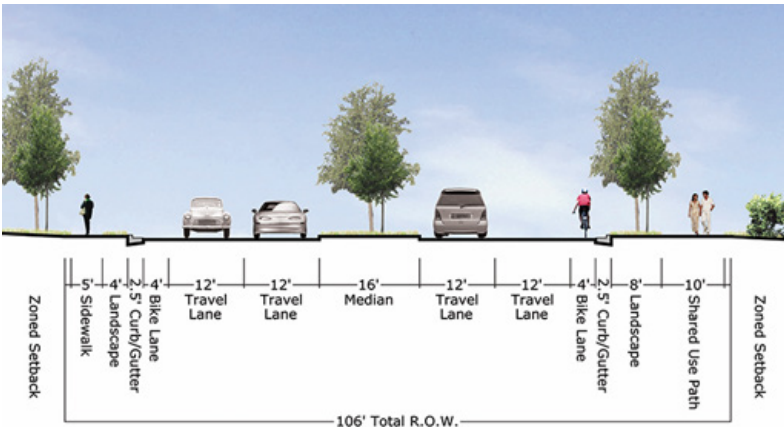 5'
4'
2.5'
4'
12'
12'
16'
12'
12'
4'
2.5'
8'
10'
Zoned Setback
Sidewalk
Landscape
Curb/Gutter
Bike Lane
Travel
Lane
Travel
Lane
Median
Travel
Lane
Travel
Lane
Bike Lane
Curb/Gutter
Landscape
Shared Use Path
Zoned Setback
106' Total R.O.W.